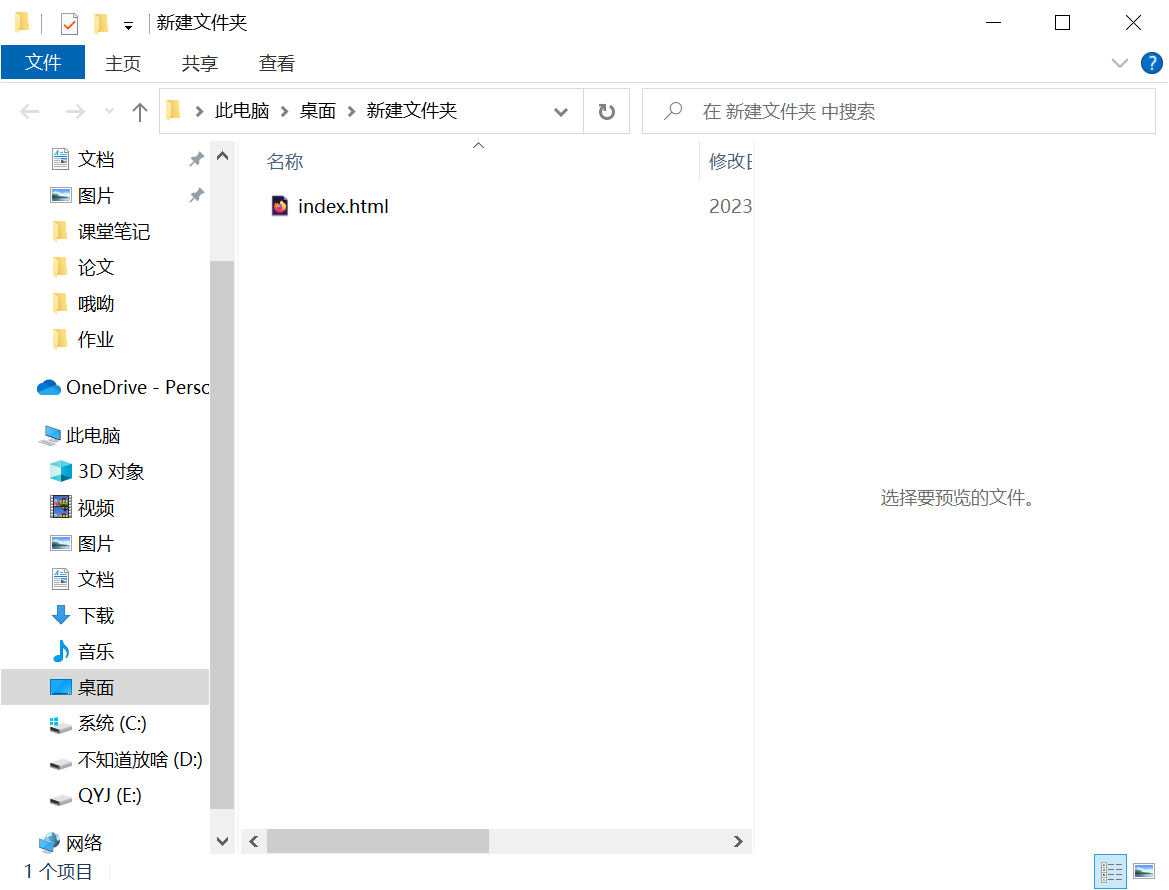 新建文件夹
文件 主页 共享 查看
此电脑 桌面 新建文件夹
在 新建文件夹 中搜索
文档
图片
课堂笔记
论文
哦呦
作业
OneDrive - Perso
此电脑
3D 对象
视频
图片
文档
下载
音乐
桌面
系统 (C:)
不知道放啥 (D:)
QYJ (E:)
网络
名称 修改日
index.html 2023
选择要预览的文件。
1 个项目